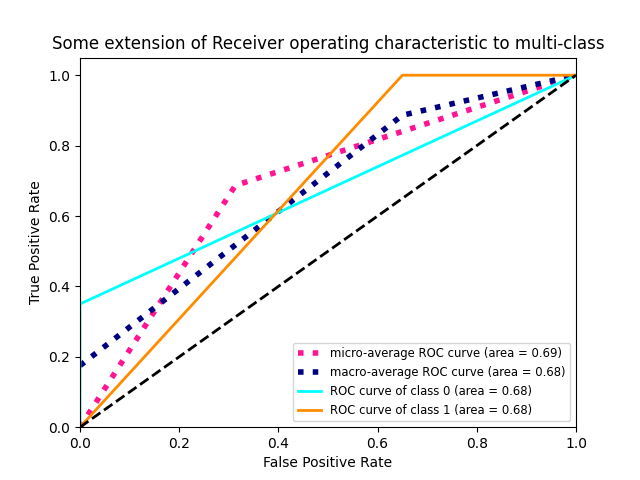 Some extension of Receiver operating characteristic to multi-class
1.0
0.8
0.6
0.4
0.2
0.0
True Positive Rate
micro-average ROC curve (area = 0.69)
macro-average ROC curve (area = 0.68)
ROC curve of class 0 (area = 0.68)
ROC curve of class 1 (area = 0.68)
0.0 0.2 0.4 0.6 0.8 1.0
False Positive Rate